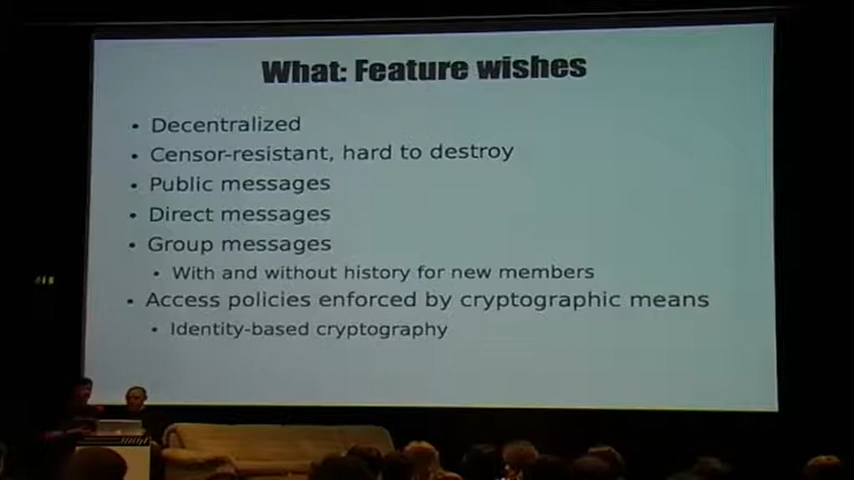 What: Feature wishes
• Decentralized
• Censor-resistant, hard to destroy
• Public messages
• Direct messages
• Group messages
• With and without history for new members
• Access policies enforced by cryptographic means
• Identity-based cryptography